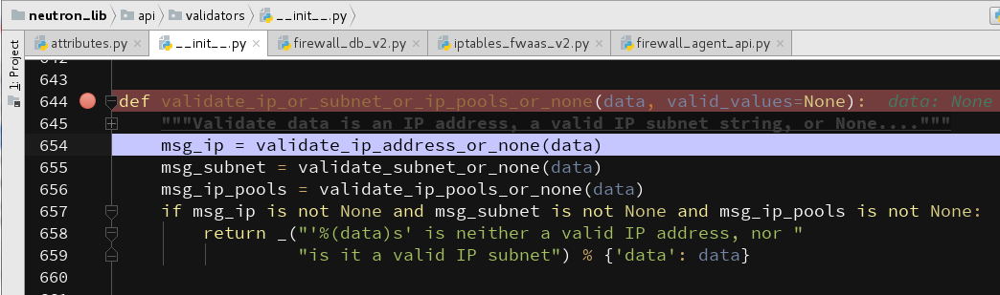 neutron_lib api validators __init__.py
1: Project
attributes.py × __init__.py × firewall_db_v2.py × iptables_fwaas_v2.py × firewall_agent_api.py ×
642
643
644 def validate_ip_or_subnet_or_ip_pools_or_none(data, valid_values=None): data: None
645 """Validate data is an IP address, a valid IP subnet string, or None...."""
654 msg_ip = validate_ip_address_or_none(data)
655 msg_subnet = validate_subnet_or_none(data)
656 msg_ip_pools = validate_ip_pools_or_none(data)
657 if msg_ip is not None and msg_subnet is not None and msg_ip_pools is not None:
658 return _("'%(data)s' is neither a valid IP address, nor "
659 "is it a valid IP subnet") % {'data': data}
660